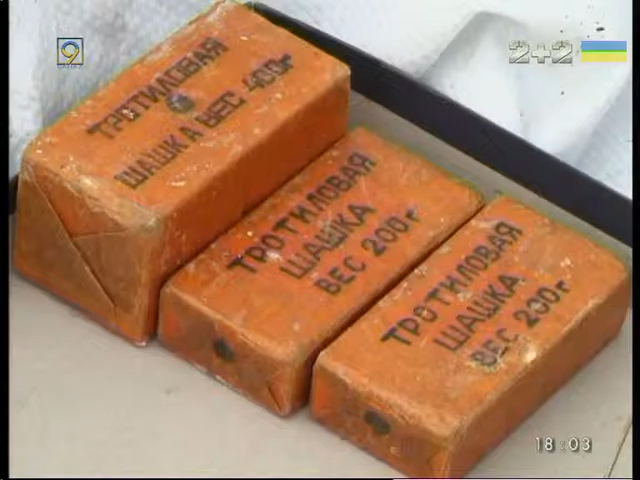 9
2+2
ТРОТИЛОВАЯ
ШАШКА ВЕС 400г
ТРОТИЛОВАЯ
ШАШКА
ВЕС 200г
ТРОТИЛОВАЯ
ШАШКА
ВЕС 200г
18:03